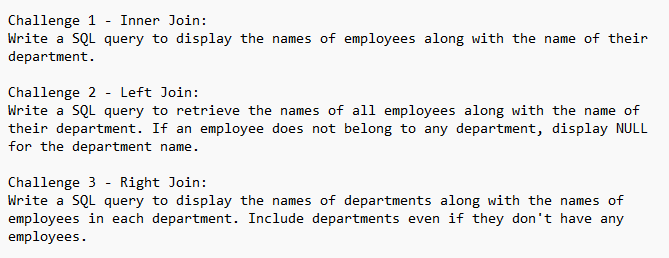 Challenge 1 - Inner Join:
Write a SQL query to display the names of employees along with the name of their
department.

Challenge 2 - Left Join:
Write a SQL query to retrieve the names of all employees along with the name of
their department. If an employee does not belong to any department, display NULL
for the department name.

Challenge 3 - Right Join:
Write a SQL query to display the names of departments along with the names of
employees in each department. Include departments even if they don't have any
employees.